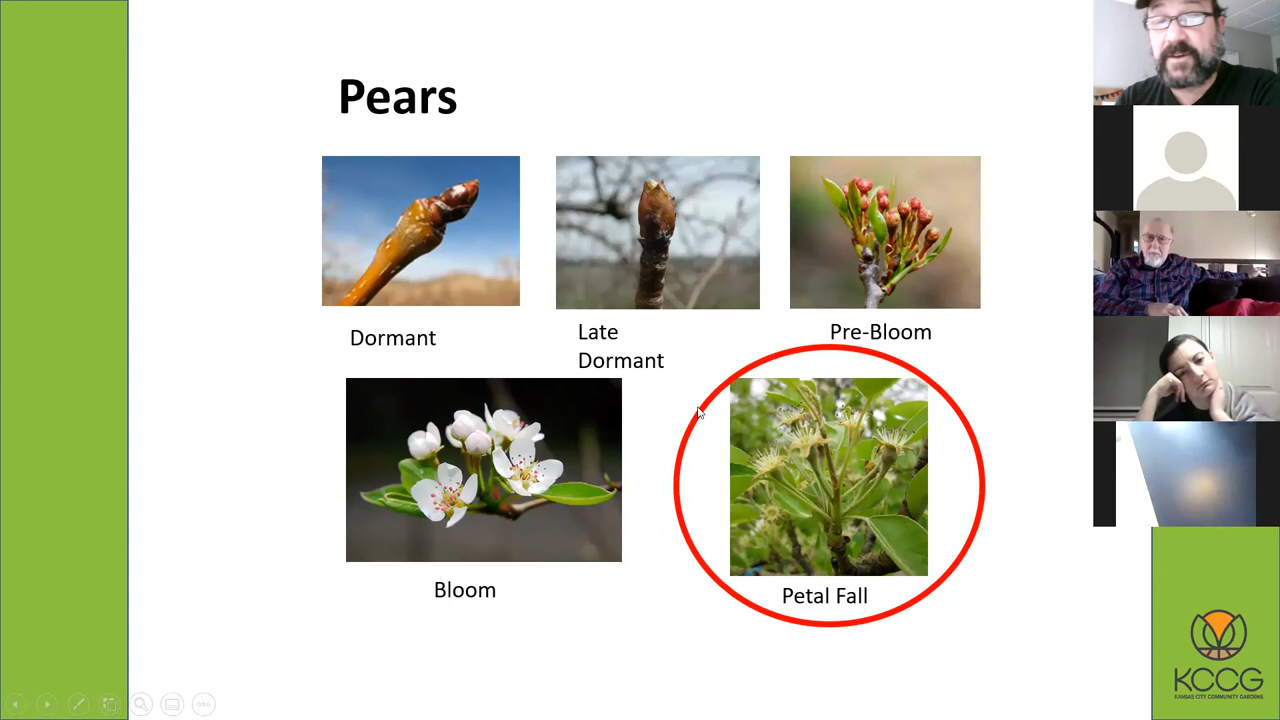 Pears
Dormant
Late
Dormant
Pre-Bloom
Bloom
Petal Fall
KCCG
KANSAS CITY COMMUNITY GARDENS